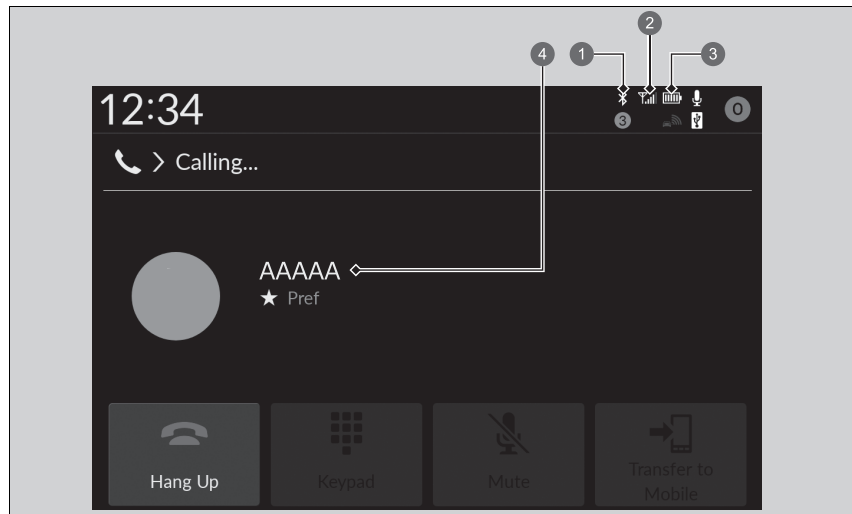 2
4 1 3
12:34
3
0
Calling...
AAAAA
★ Pref
Hang Up
Keypad
Mute
Transfer to
Mobile